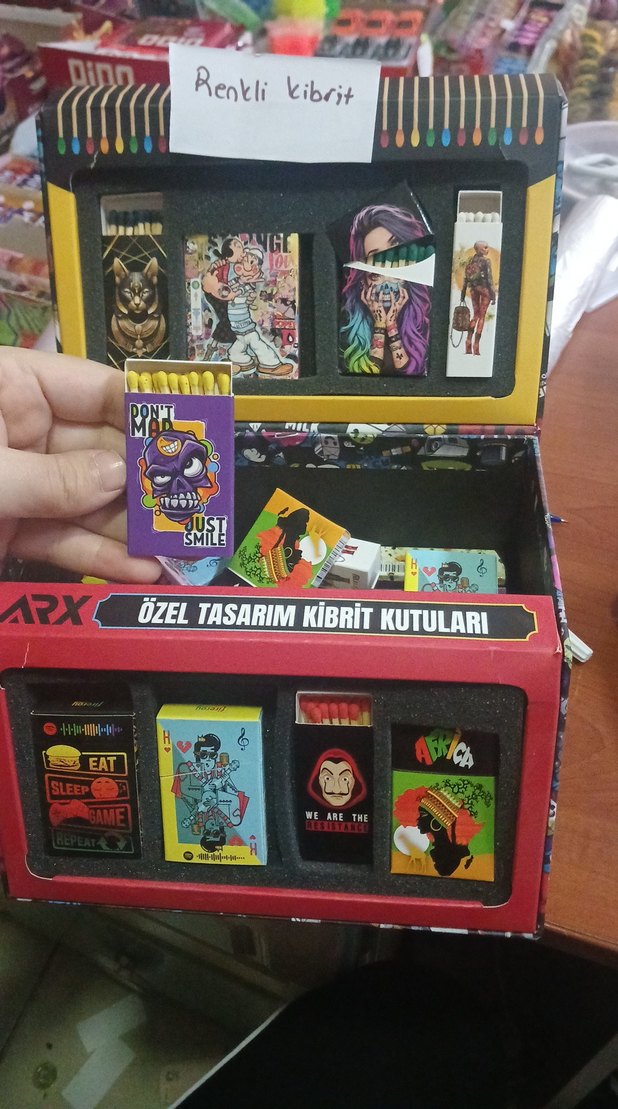 Renkli kibrit
DON'T
MAD
JUST
SMILE
ARX
ÖZEL TASARIM KİBRİT KUTULARI
EAT
SLEEP
GAME
REPEAT
H
H
WE ARE THE
RESISTANCE
AFRICA
H